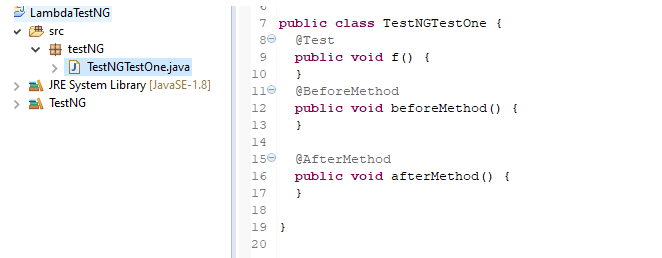 LambdaTestNG
src
testNG
TestNGTestOne.java
JRE System Library [JavaSE-1.8]
TestNG
6
7 public class TestNGTestOne {
8 @Test
9 public void f() {
10 }
11 @BeforeMethod
12 public void beforeMethod() {
13 }
14
15 @AfterMethod
16 public void afterMethod() {
17 }
18
19 }
20